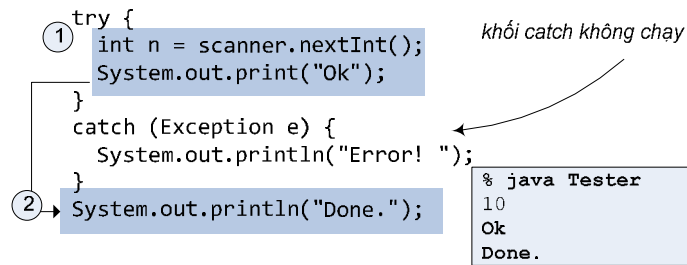 try {
1
int n = scanner.nextInt();
System.out.print("Ok");
}
catch (Exception e) {
System.out.println("Error! ");
}
2
System.out.println("Done.");
khối catch không chạy
% java Tester
10
Ok
Done.